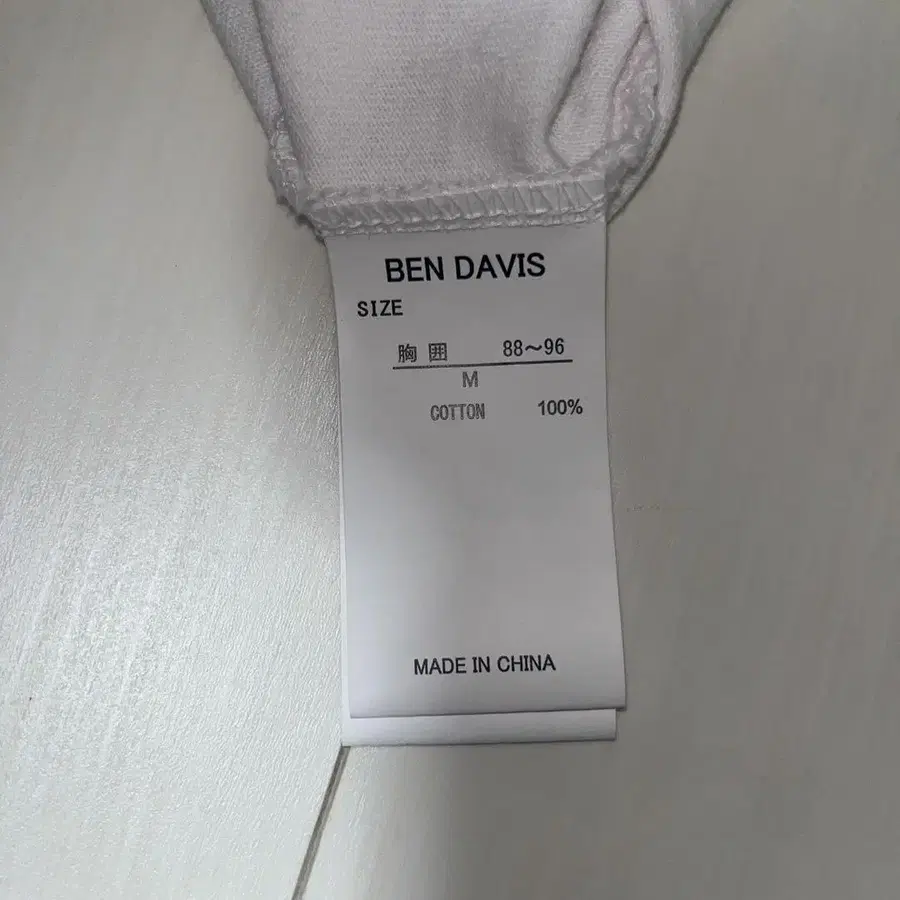 BEN DAVIS
SIZE
胸囲 88〜96
M
COTTON 100%
MADE IN CHINA